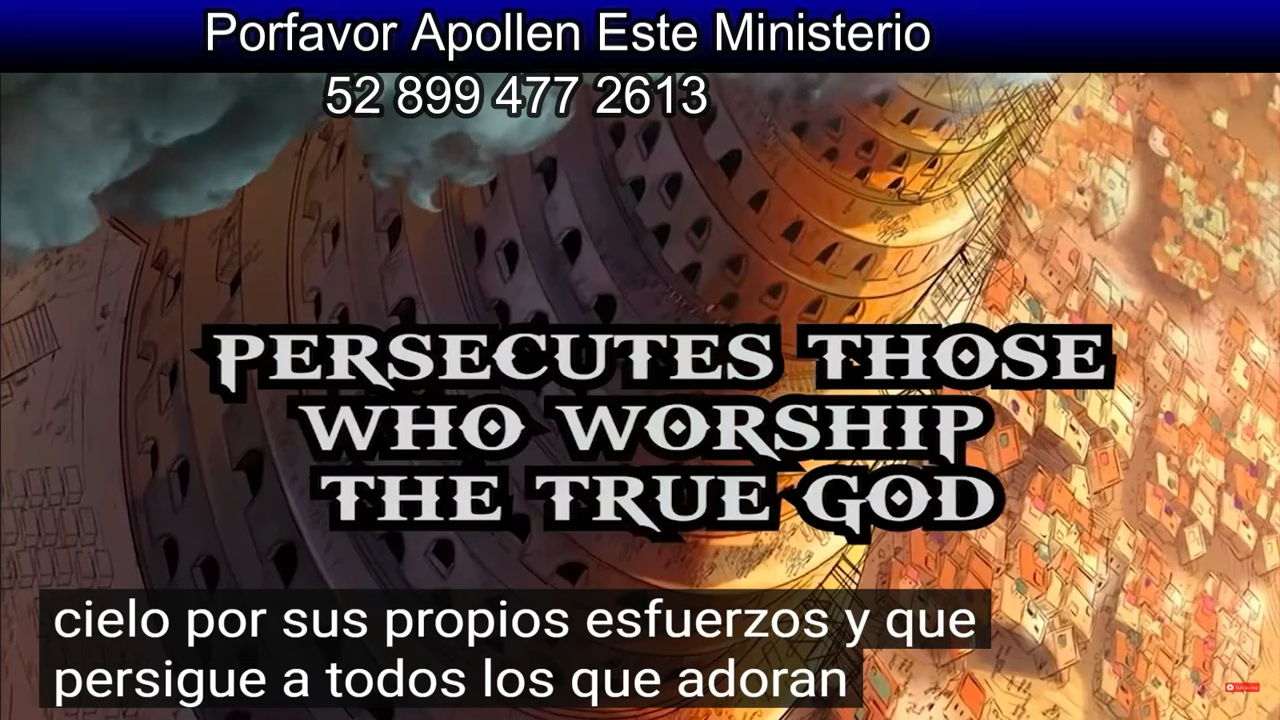 Porfavor Apollen Este Ministerio
52 899 477 2613
PERSECUTES THOSE
WHO WORSHIP
THE TRUE GOD
cielo por sus propios esfuerzos y que
persigue a todos los que adoran